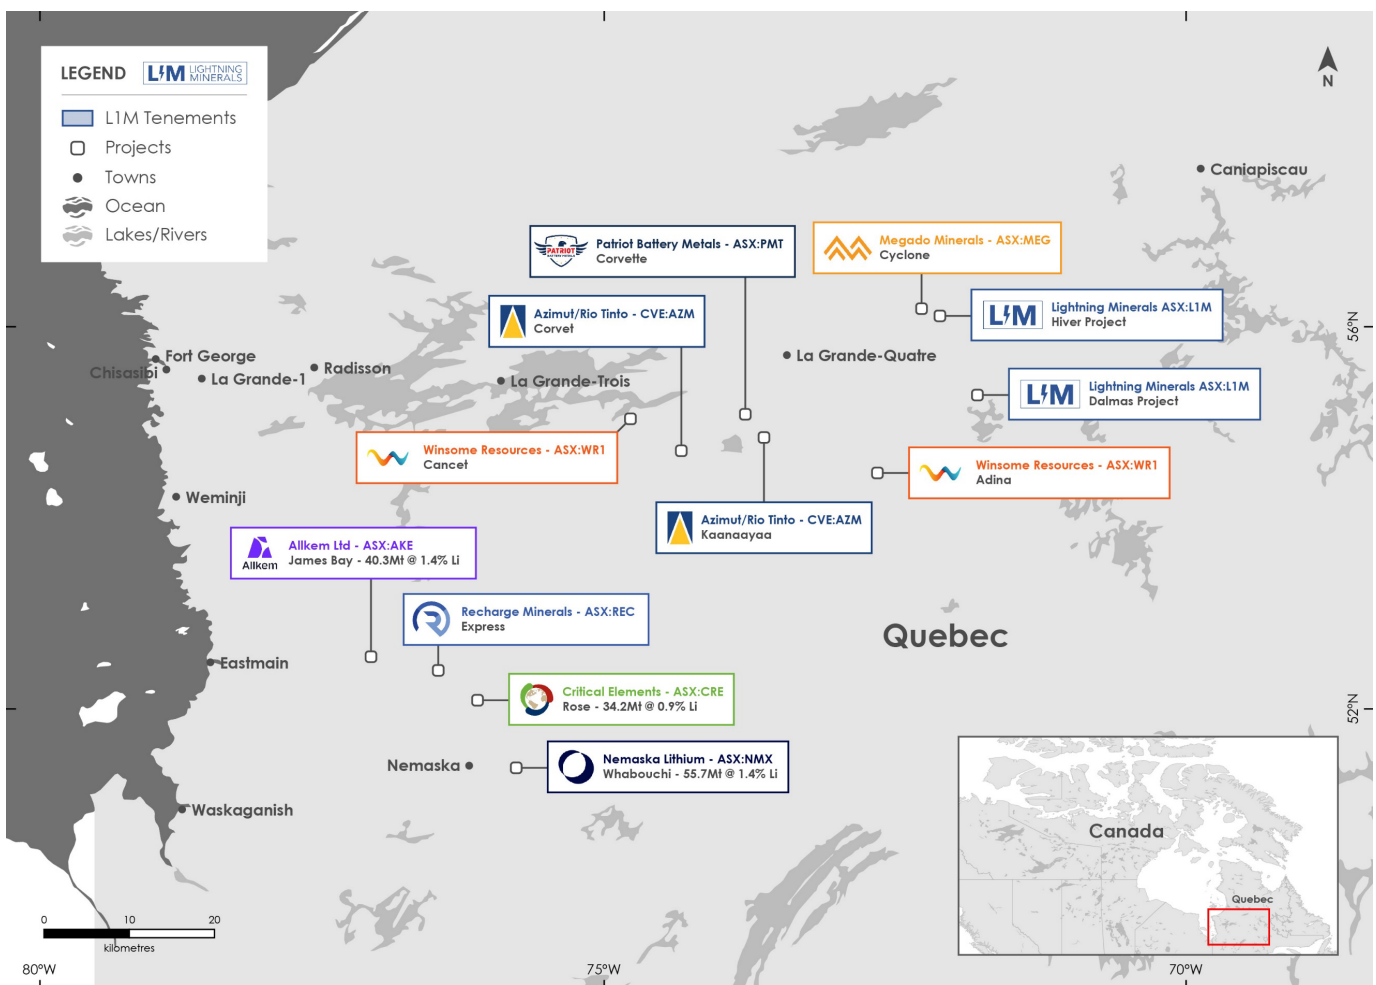 LEGEND
L1M LIGHTNING
MINERALS
L1M Tenements
Projects
Towns
Ocean
Lakes/Rivers
N
Caniapiscau
PATRIOT
BATTERY METALS
Patriot Battery Metals - ASX:PMT
Corvette
Megado Minerals - ASX:MEG
Cyclone
Azimut/Rio Tinto - CVE:AZM
Corvet
L1M
Lightning Minerals ASX:L1M
Hiver Project
56°N
Fort George
Chisasibi
La Grande-1
Radisson
La Grande-Trois
La Grande-Quatre
L1M
Lightning Minerals ASX:L1M
Dalmas Project
Winsome Resources - ASX:WR1
Cancet
Winsome Resources - ASX:WR1
Adina
Weminji
Azimut/Rio Tinto - CVE:AZM
Kaanaayaa
Allkem
Allkem Ltd - ASX:AKE
James Bay - 40.3Mt @ 1.4% Li
Recharge Minerals - ASX:REC
Express
Quebec
Eastmain
Critical Elements - ASX:CRE
Rose - 34.2Mt @ 0.9% Li
52°N
Nemaska
Nemaska Lithium - ASX:NMX
Whabouchi - 55.7Mt @ 1.4% Li
Waskaganish
Canada
Quebec
0 10 20
kilometres
80°W
75°W
70°W